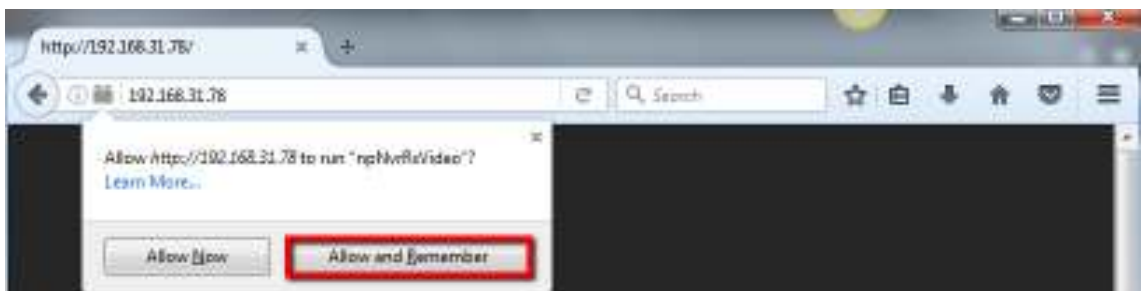 http://192.168.31.78/
192.168.31.78
Search
Allow http://192.168.31.78 to run "npNvrRsVideo"?
Learn More...
Allow Now
Allow and Remember